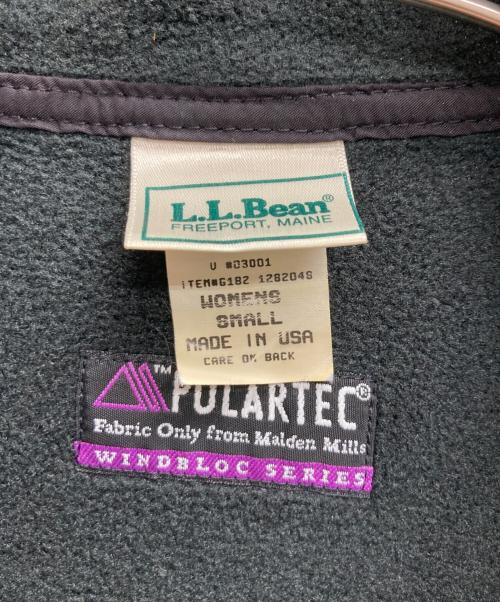 L.L.Bean®
FREEPORT, MAINE
V #03001
ITEM#G182 128204S
WOMENS
SMALL
MADE IN USA
CARE ON BACK
™ POLARTEC®
Fabric Only from Malden Mills
WINDBLOC SERIES